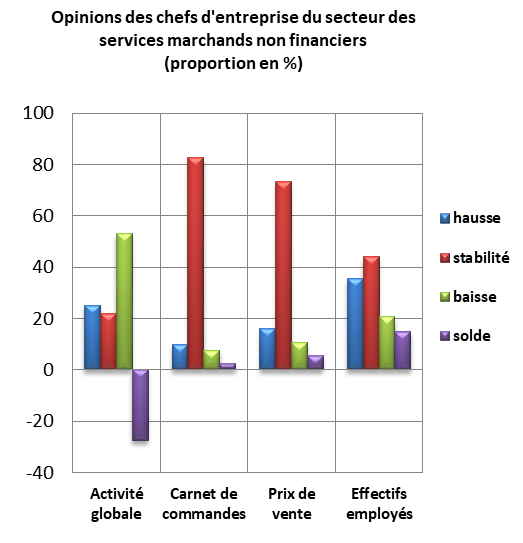 Opinions des chefs d'entreprise du secteur des
services marchands non financiers
(proportion en %)
100
80
60
40
20
0
-20
-40
hausse
stabilité
baisse
solde
Activité
globale
Carnet de
commandes
Prix de
vente
Effectifs
employés